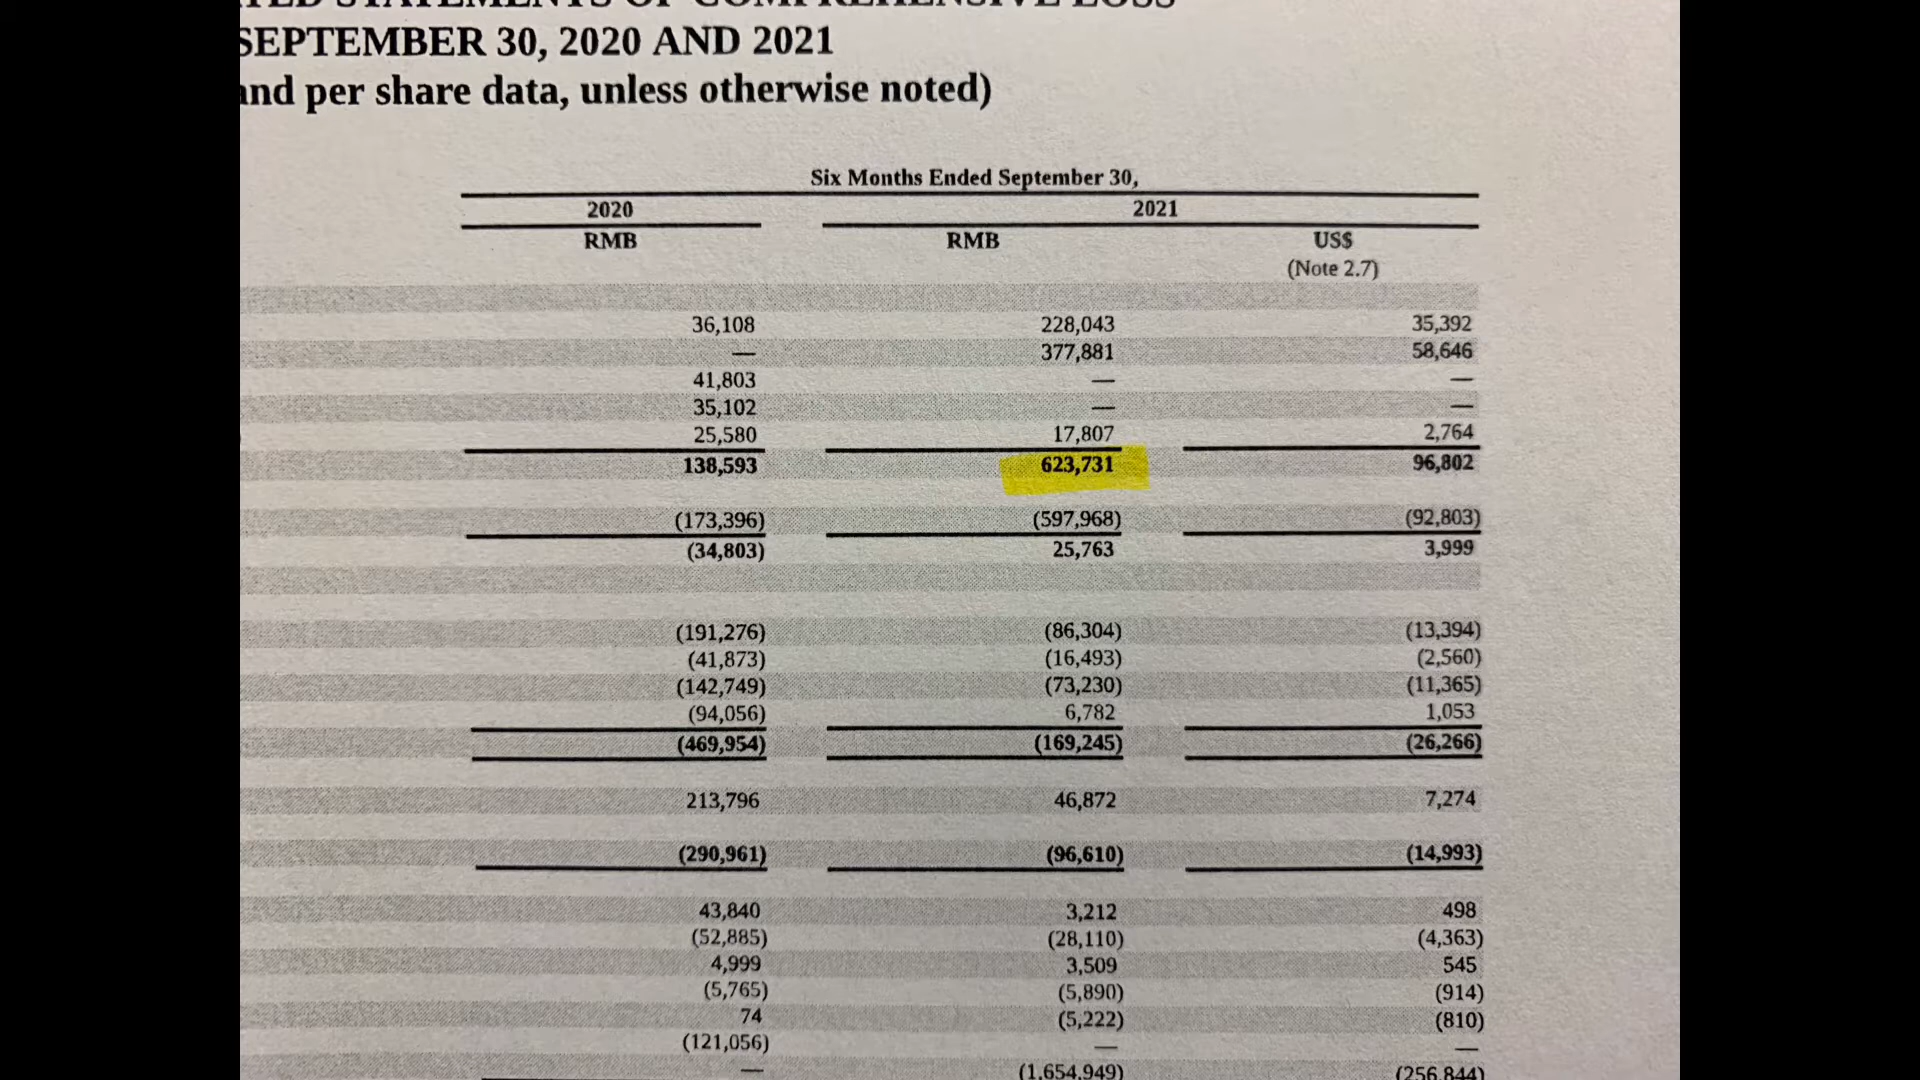 STATEMENTS OF COMPREHENSIVE LOSS
SEPTEMBER 30, 2020 AND 2021
and per share data, unless otherwise noted)
Six Months Ended September 30,
2020 2021
RMB RMB US$
(Note 2.7)
36,108 228,043 35,392
— 377,881 58,646
41,803 — —
35,102 — —
25,580 17,807 2,764
138,593 623,731 96,802
(173,396) (597,968) (92,803)
(34,803) 25,763 3,999
(191,276) (86,304) (13,394)
(41,873) (16,493) (2,560)
(142,749) (73,230) (11,365)
(94,056) 6,782 1,053
(469,954) (169,245) (26,266)
213,796 46,872 7,274
(290,961) (96,610) (14,993)
43,840 3,212 498
(52,885) (28,110) (4,363)
4,999 3,509 545
(5,765) (5,890) (914)
74 (5,222) (810)
(121,056) — —
— (1,654,949) (256,844)